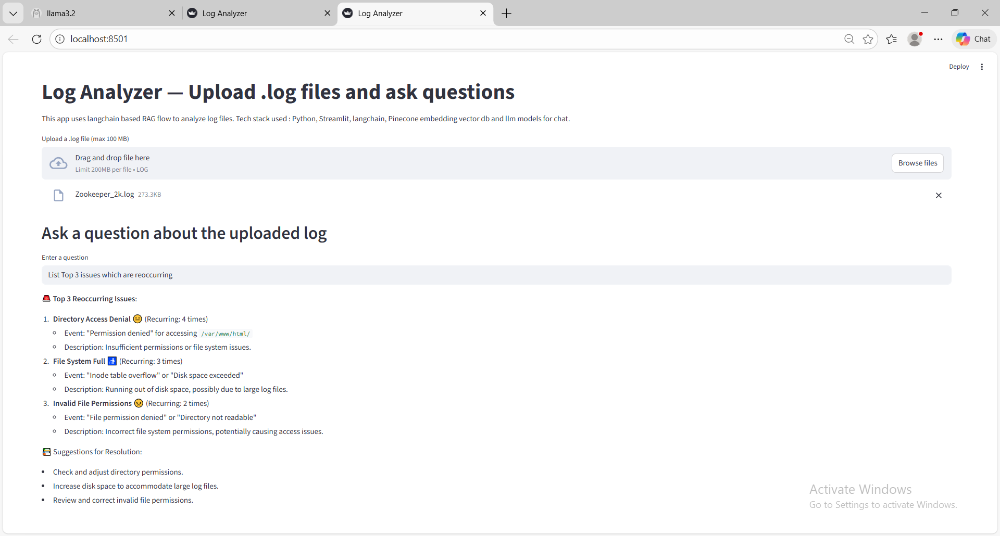 llama3.2
Log Analyzer
Log Analyzer
localhost:8501
Chat
Deploy
Log Analyzer — Upload .log files and ask questions
This app uses langchain based RAG flow to analyze log files. Tech stack used : Python, Streamlit, langchain, Pinecone embedding vector db and llm models for chat.
Upload a .log file (max 100 MB)
Drag and drop file here
Limit 200MB per file • LOG
Browse files
Zookeeper_2k.log 273.3KB
Ask a question about the uploaded log
Enter a question
List Top 3 issues which are reoccurring
🚨 Top 3 Reoccurring Issues:
1. Directory Access Denial 😐 (Recurring: 4 times)
Event: "Permission denied" for accessing /var/www/html/
Description: Insufficient permissions or file system issues.
2. File System Full 🚮 (Recurring: 3 times)
Event: "Inode table overflow" or "Disk space exceeded"
Description: Running out of disk space, possibly due to large log files.
3. Invalid File Permissions 😠 (Recurring: 2 times)
Event: "File permission denied" or "Directory not readable"
Description: Incorrect file system permissions, potentially causing access issues.
📚 Suggestions for Resolution:
• Check and adjust directory permissions.
• Increase disk space to accommodate large log files.
• Review and correct invalid file permissions.
Activate Windows
Go to Settings to activate Windows.